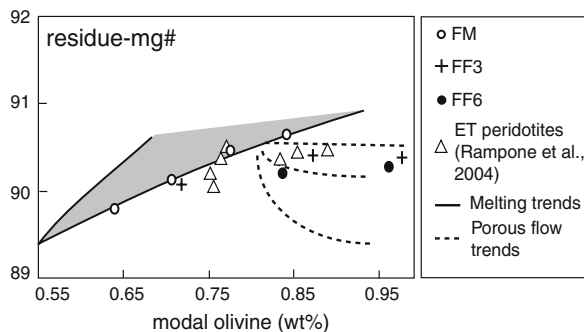 residue-mg#
92
91
90
89
0.55 0.65 0.75 0.85 0.95
modal olivine (wt%)
FM
FF3
FF6
ET peridotites
(Rampone et al.,
2004)
Melting trends
Porous flow
trends